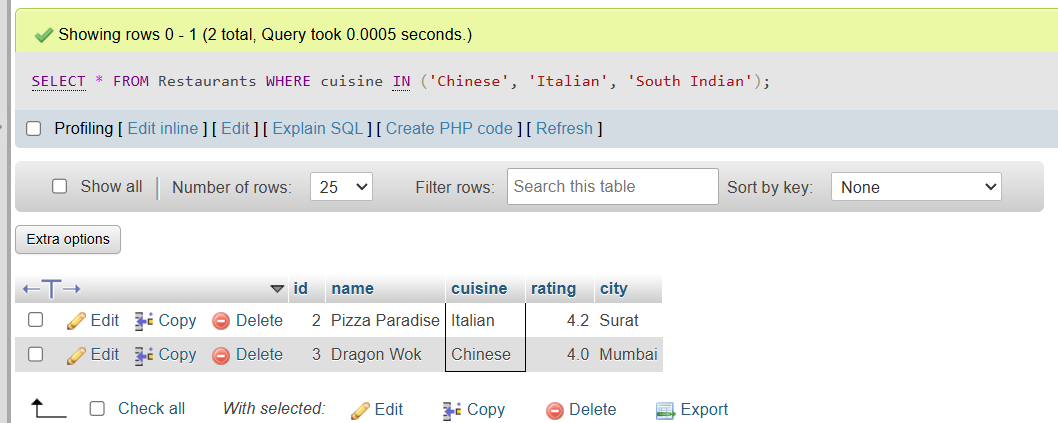 Showing rows 0 - 1 (2 total, Query took 0.0005 seconds.)
SELECT * FROM Restaurants WHERE cuisine IN ('Chinese', 'Italian', 'South Indian');
Profiling [ Edit inline ] [ Edit ] [ Explain SQL ] [ Create PHP code ] [ Refresh ]
Show all Number of rows: 25 Filter rows: Search this table Sort by key: None
Extra options
id name cuisine rating city
Edit Copy Delete 2 Pizza Paradise Italian 4.2 Surat
Edit Copy Delete 3 Dragon Wok Chinese 4.0 Mumbai
Check all With selected: Edit Copy Delete Export